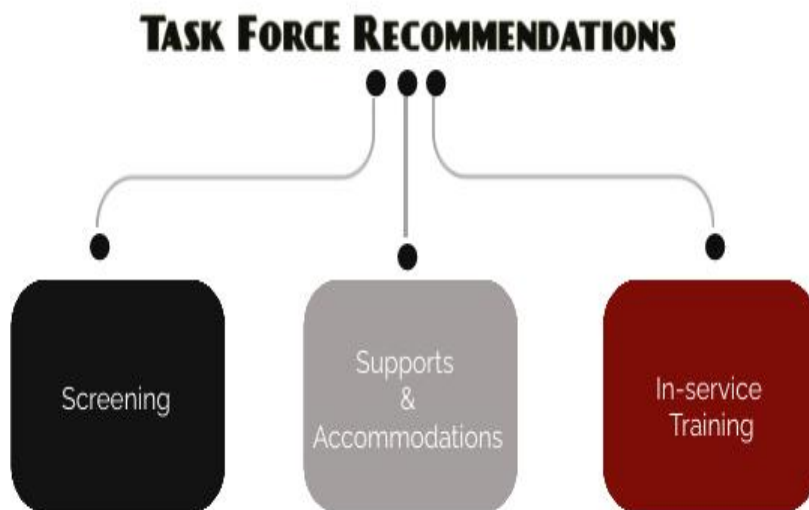 TASK FORCE RECOMMENDATIONS
Screening
Supports
&
Accommodations
In-service
Training